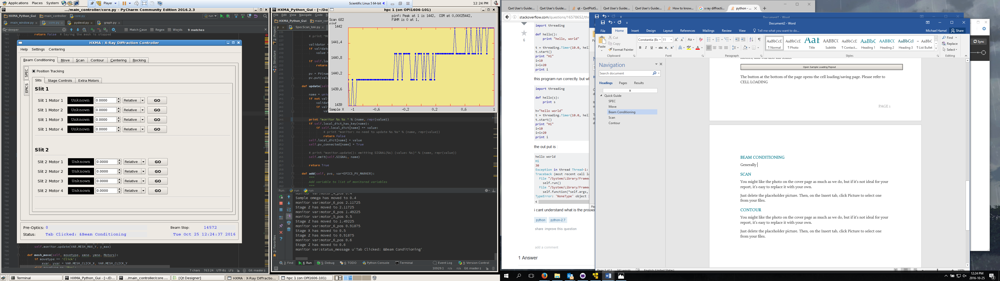 Applications Places System
Player
Scientific Linux 5 64-bit
12:24 PM
.../main_controller/core.py - PyCharm Community Edition 2016.2.3
HXMA_Python_Gui main_controller core.py
run
main_window.py core.py pydevd.py graph.py
sleeper
Match Case Regex Words 9 matches
return False # Saying the mesh is stopped
HXMA : X-Ray Diffraction Controller
Help Settings Centering
Beam Conditioning Move Scan Contour Centering Rocking
SPEC
EPICS
Position Tracking
Slits Stage Controls Extra Motors
Slit 1
Slit 1 Motor 1 Unknown 0.0000 Relative GO
Slit 1 Motor 2 Unknown 0.0000 Relative GO
Slit 1 Motor 3 Unknown 0.0000 Relative GO
Slit 1 Motor 4 Unknown 0.0000 Relative GO
Slit 2
Slit 2 Motor 1 Unknown 0.0000 Relative GO
Slit 2 Motor 2 Unknown 0.0000 Relative GO
Slit 2 Motor 3 Unknown 0.0000 Relative GO
Slit 2 Motor 4 Unknown 0.0000 Relative GO
Pre-Optics: 0 Beam Stop: 14572
Status: Tab Clicked: &Beam Conditioning Tue Oct 25 12:24:37 2016
self.monitor.update(VAR.MESH_MAX_Y, y_max)
def mesh_move(self, movetype, xmne, ymne, Motors):
if movetype == 'Click':
xvar, yvar = VAR.MESH_CLICK_X, VAR.MESH_CLICK_Y
elif movetype == 'Max':
7 chars 763:24 UTF-8 LF Git: master
HXMA_Python_Gui - [~/Do
File Edit View Navigate Code
HXMA_Python_Gui main_co
SpecScan_toki.py
1: Project
7: Structure
2: Favorites
validator =
if validato
value =
if self.loc
return
pv = PV(nam
pv.put(valu
def update(self
name = unic
if not vali
validat
if vali
val
print "monitor %s %s " % (name, repr(value))
if self.local_dict.has_key(name):
if self.local_dict[name] == value:
# print "monitor: no need to update %s %s" % (name, repr(value))
return False
self.local_dict[name] = value
self.pv_connected[name] = True
# print "monitor.update(): emitting SIGNAL(%s) (value: %s)" % (name, repr(value))
self.emit(self.SIGNAL, name)
return True
def add(self, pvs, var=EPICS_PV_MARKER):
"""
Add variable to list of monitored variables
"""
hpc 1 (on OPI1606-101)
pinf: Peak at 1 is 1442. COM at 0.00025442.
FWHM is 0 at 1.
Scan 682
pinf
1442
1441.4
1440.8
1440.2
1439.6
1439
Sample X -1 -0.6 -0.2 0.2 0.6 1
Run: run run
monitor var:motor_4_pos 0.4
Sample omega has moved to 0.4
monitor var:motor_6_pos 2.11725
Stage Z has moved to 2.11725
monitor var:motor_6_pos 1.49225
monitor var:motor_5_pos 0.5
Stage Z has moved to 1.49225
monitor var:motor_6_pos 0.91875
Stage X has moved to 0.5
Stage Z has moved to 0.91875
monitor var:motor_6_pos 0.6
Stage Z has moved to 0.6
monitor var:status_message u'Tab Clicked: &Beam Conditioning'
3: Find 4: Run 5: Debug 6: TODO Python Console Terminal Event Log 9: Version Control
10929:1 n/a n/a Git: master
Terminal HXMA_Python_Gui - [~/D... .../main_controller/core.... [Qt Designer] HXMA : X-Ray Diffractio... hpc 1 (on OPI1606-101)
Qwt User's Guide:... Qwt User's Guide:... qt - QwtPlotS... Qwt User's Guide:... Qwt User's Guide:... How to know... x ray diffracti... python - ...
stackoverflow.com/questions/16578652/thr
6
import threading
def hello():
print "hello, world"
t = threading.Timer(10.0, hell
t.start()
print "Hi"
i=10
i=i+20
print i
this program run correctly. but wh
import threading
def hello(s):
print s
h="hello world"
t = threading.Timer(10.0, hell
t.start()
print "Hi"
i=10
i=i+20
print i
the out put is :
hello world
Hi
30
Exception in thread Thread-1:
Traceback (most recent call la
File "/System/Library/Framew
self.run()
File "/System/Library/Framew
self.function(*self.args,
TypeError: 'NoneType' object i
i cant understand what is the problem
python python-2.7
share improve this question
add a comment
1 Answer
Document1 - Word
Document2 - Word
File Home Insert Design Layout References Mailings Review View Tell me what you want to do... Michael Hamel Share
Sync
Paste
Cut
Copy
Format Painter
Constantia (Bc 11
Clipboard Font Paragraph Styles Editing
¶ Normal ¶ Photo Title Subtitle ¶ Contact... Heading 1 Heading 2 Heading 3 ¶ List Bullet
Find
Replace
Select
Navigation
Search document
Headings Pages Results
Quick Guide
SPEC
Move
Beam Conditioning
Scan
Contour
Open Sample Loading Popout
The button at the bottom of the page opens the cell loading/saving page. Please refer to
CELL LOADING
PAGE 1
BEAM CONDITIONING
Generally
SCAN
You might like the photo on the cover page as much as we do, but if it's not ideal for your
report, it's easy to replace it with your own.
Just delete the placeholder picture. Then, on the Insert tab, click Picture to select one
from your files.
CONTOUR
You might like the photo on the cover page as much as we do, but if it's not ideal for your
report, it's easy to replace it with your own.
Just delete the placeholder picture. Then, on the Insert tab, click Picture to select one
from your files.
Page 3 of 3 241 words English (United States) 100%
12:24 PM
2016-10-25